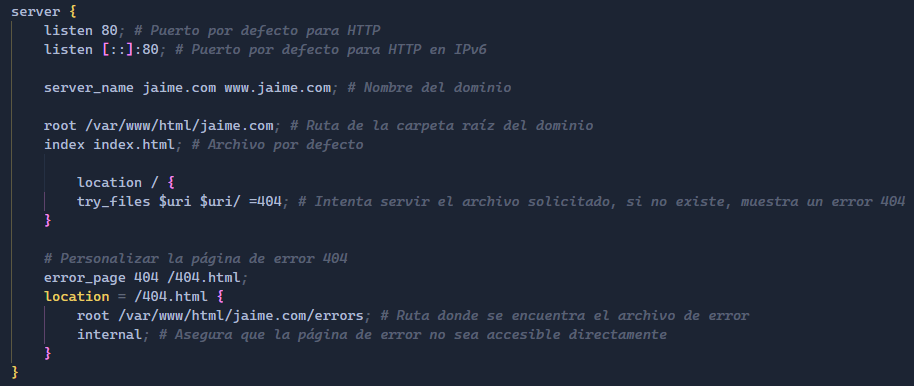 server {
listen 80; # Puerto por defecto para HTTP
listen [::]:80; # Puerto por defecto para HTTP en IPv6
server_name jaime.com www.jaime.com; # Nombre del dominio
root /var/www/html/jaime.com; # Ruta de la carpeta raíz del dominio
index index.html; # Archivo por defecto
location / {
try_files $uri $uri/ =404; # Intenta servir el archivo solicitado, si no existe, muestra un error 404
}
# Personalizar la página de error 404
error_page 404 /404.html;
location = /404.html {
root /var/www/html/jaime.com/errors; # Ruta donde se encuentra el archivo de error
internal; # Asegura que la página de error no sea accesible directamente
}
}